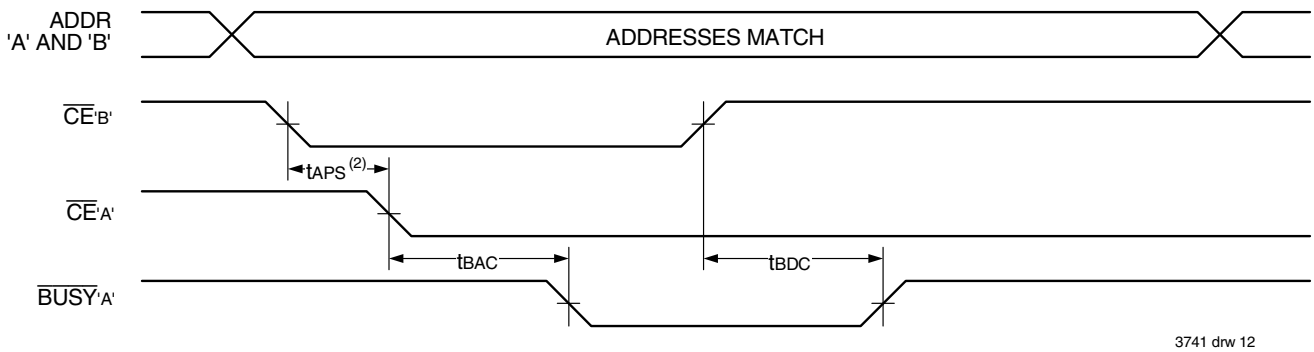 ADDR
'A' AND 'B'
ADDRESSES MATCH
CE'B'
tAPS (2)
CE'A'
tBAC
tBDC
BUSY'A'
3741 drw 12